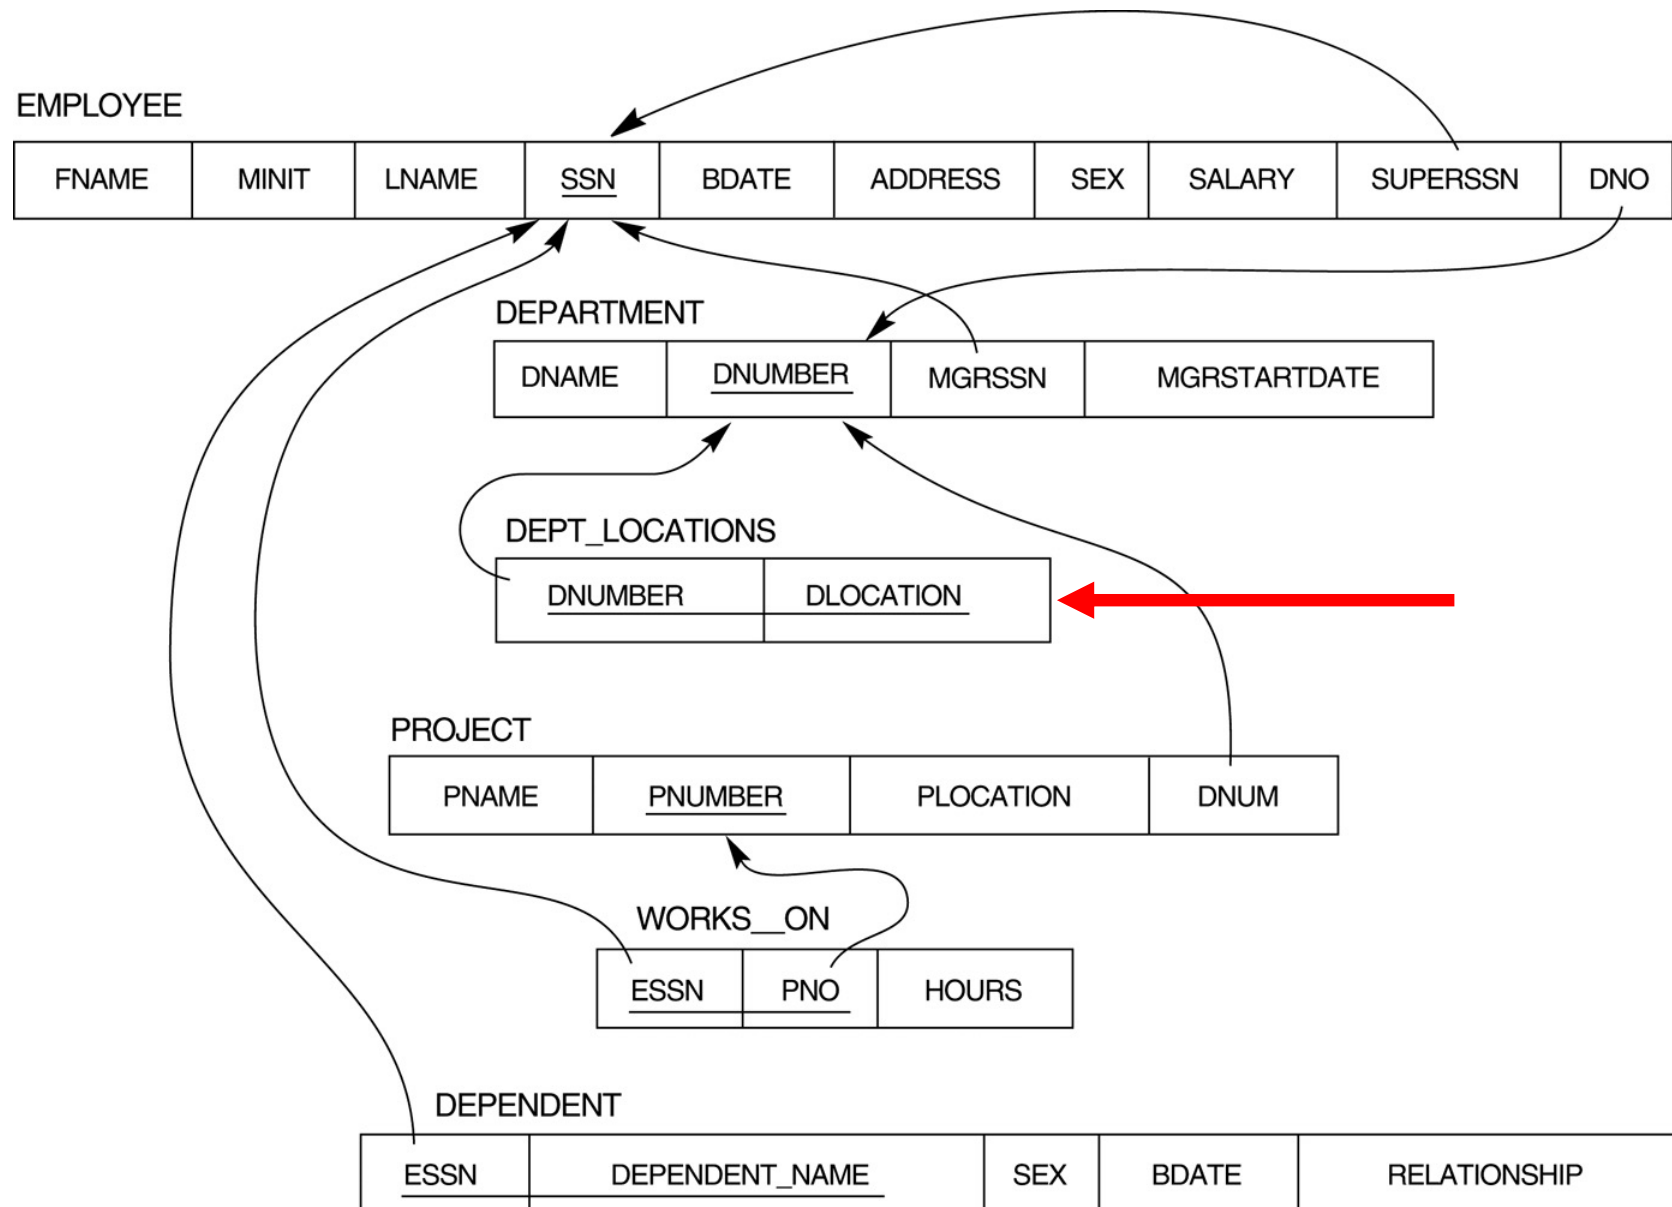 EMPLOYEE
FNAME MINIT LNAME SSN BDATE ADDRESS SEX SALARY SUPERSSN DNO
DEPARTMENT
DNAME DNUMBER MGRSSN MGRSTARTDATE
DEPT_LOCATIONS
DNUMBER DLOCATION
PROJECT
PNAME PNUMBER PLOCATION DNUM
WORKS__ON
ESSN PNO HOURS
DEPENDENT
ESSN DEPENDENT_NAME SEX BDATE RELATIONSHIP